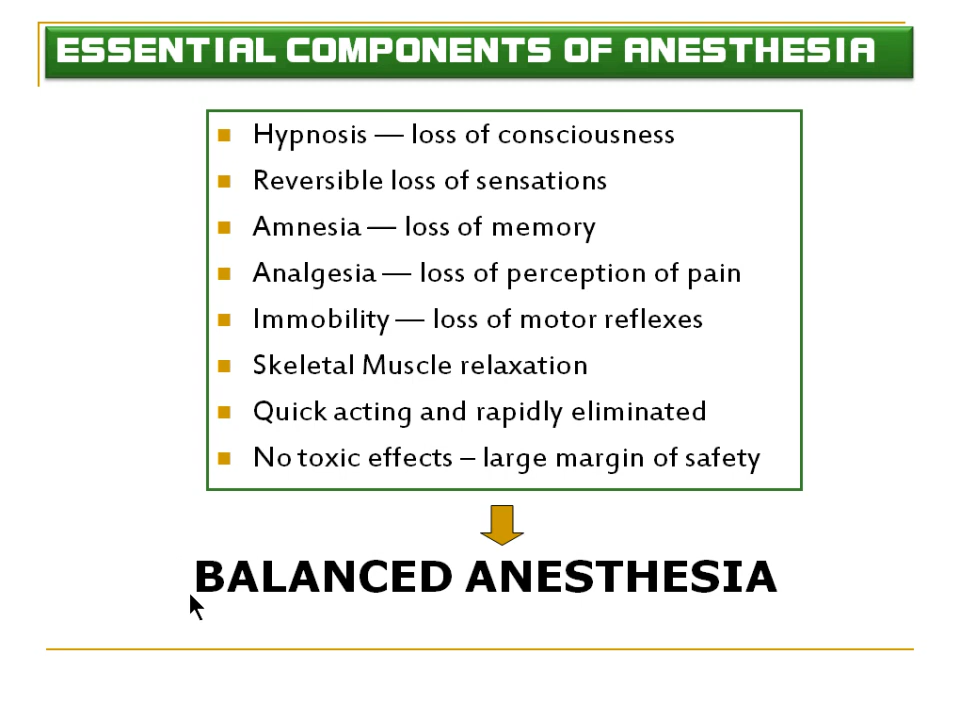 ESSENTIAL COMPONENTS OF ANESTHESIA
Hypnosis — loss of consciousness
Reversible loss of sensations
Amnesia — loss of memory
Analgesia — loss of perception of pain
Immobility — loss of motor reflexes
Skeletal Muscle relaxation
Quick acting and rapidly eliminated
No toxic effects – large margin of safety
BALANCED ANESTHESIA